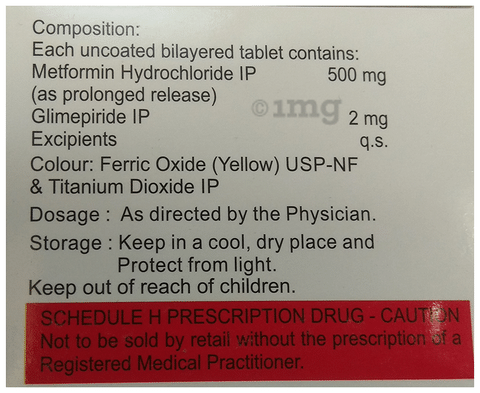 Composition:
Each uncoated bilayered tablet contains:
Metformin Hydrochloride IP 500 mg
(as prolonged release)
©1mg
Glimepiride IP 2 mg
Excipients q.s.
Colour: Ferric Oxide (Yellow) USP-NF
& Titanium Dioxide IP
Dosage : As directed by the Physician.
Storage : Keep in a cool, dry place and
Protect from light.
Keep out of reach of children.
SCHEDULE H PRESCRIPTION DRUG - CAUTION
Not to be sold by retail without the prescription of a
Registered Medical Practitioner.